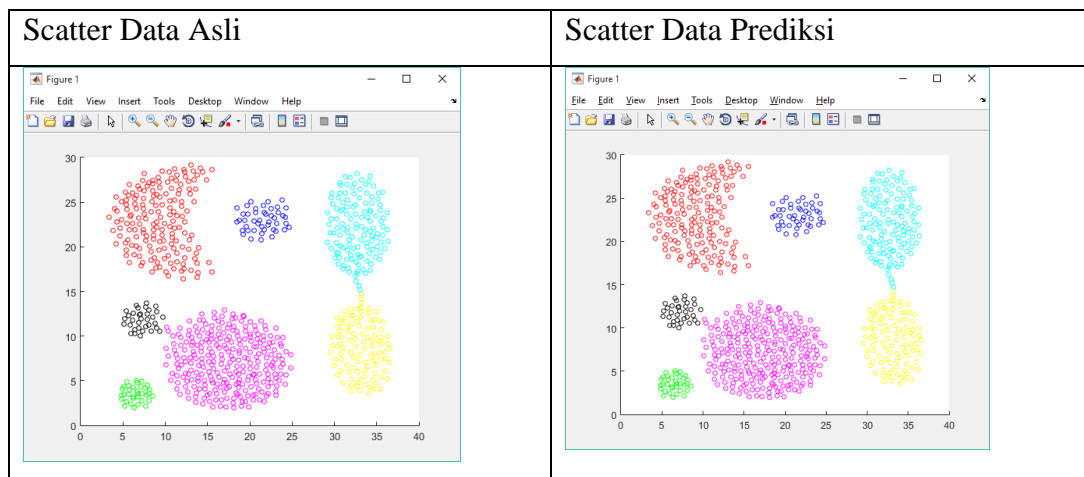 Scatter Data Asli
Scatter Data Prediksi
Figure 1
File Edit View Insert Tools Desktop Window Help
30
25
20
15
10
5
0
0 5 10 15 20 25 30 35 40
Figure 1
File Edit View Insert Tools Desktop Window Help
30
25
20
15
10
5
0
0 5 10 15 20 25 30 35 40